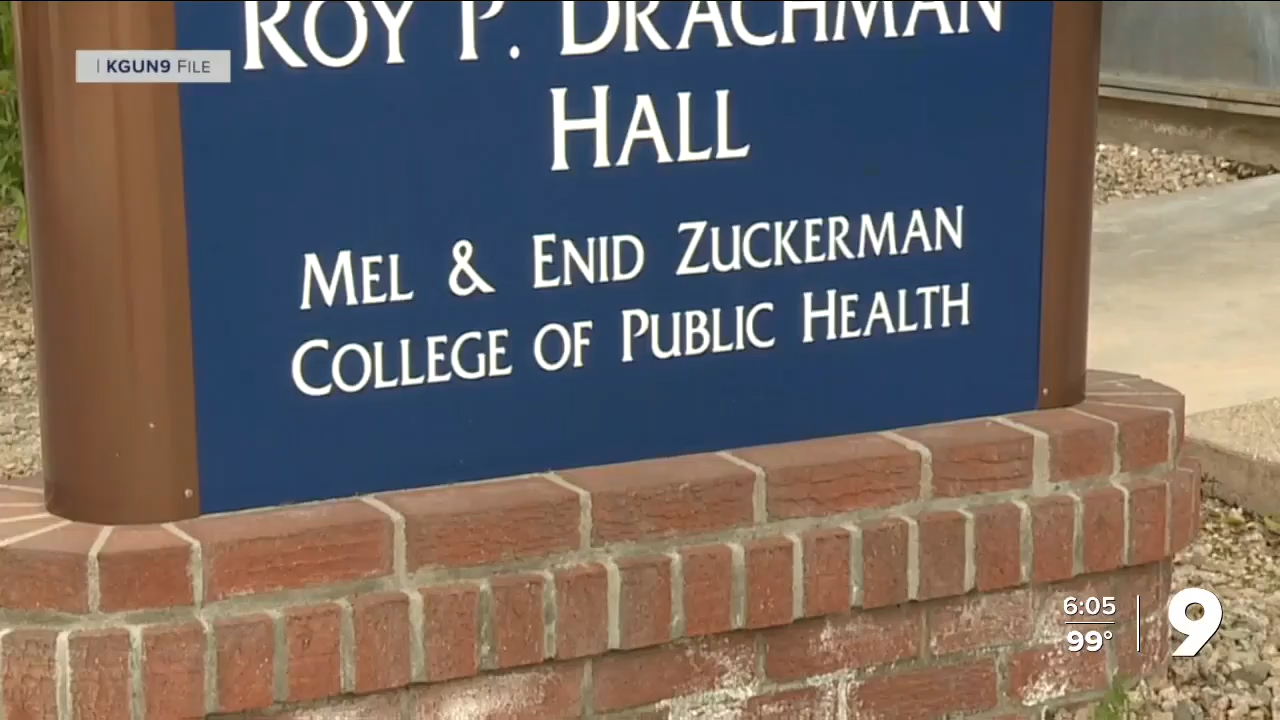 ROY P. DRACHMAN
HALL
MEL & ENID ZUCKERMAN
COLLEGE OF PUBLIC HEALTH
KGUN9 FILE
6:05
99°
9